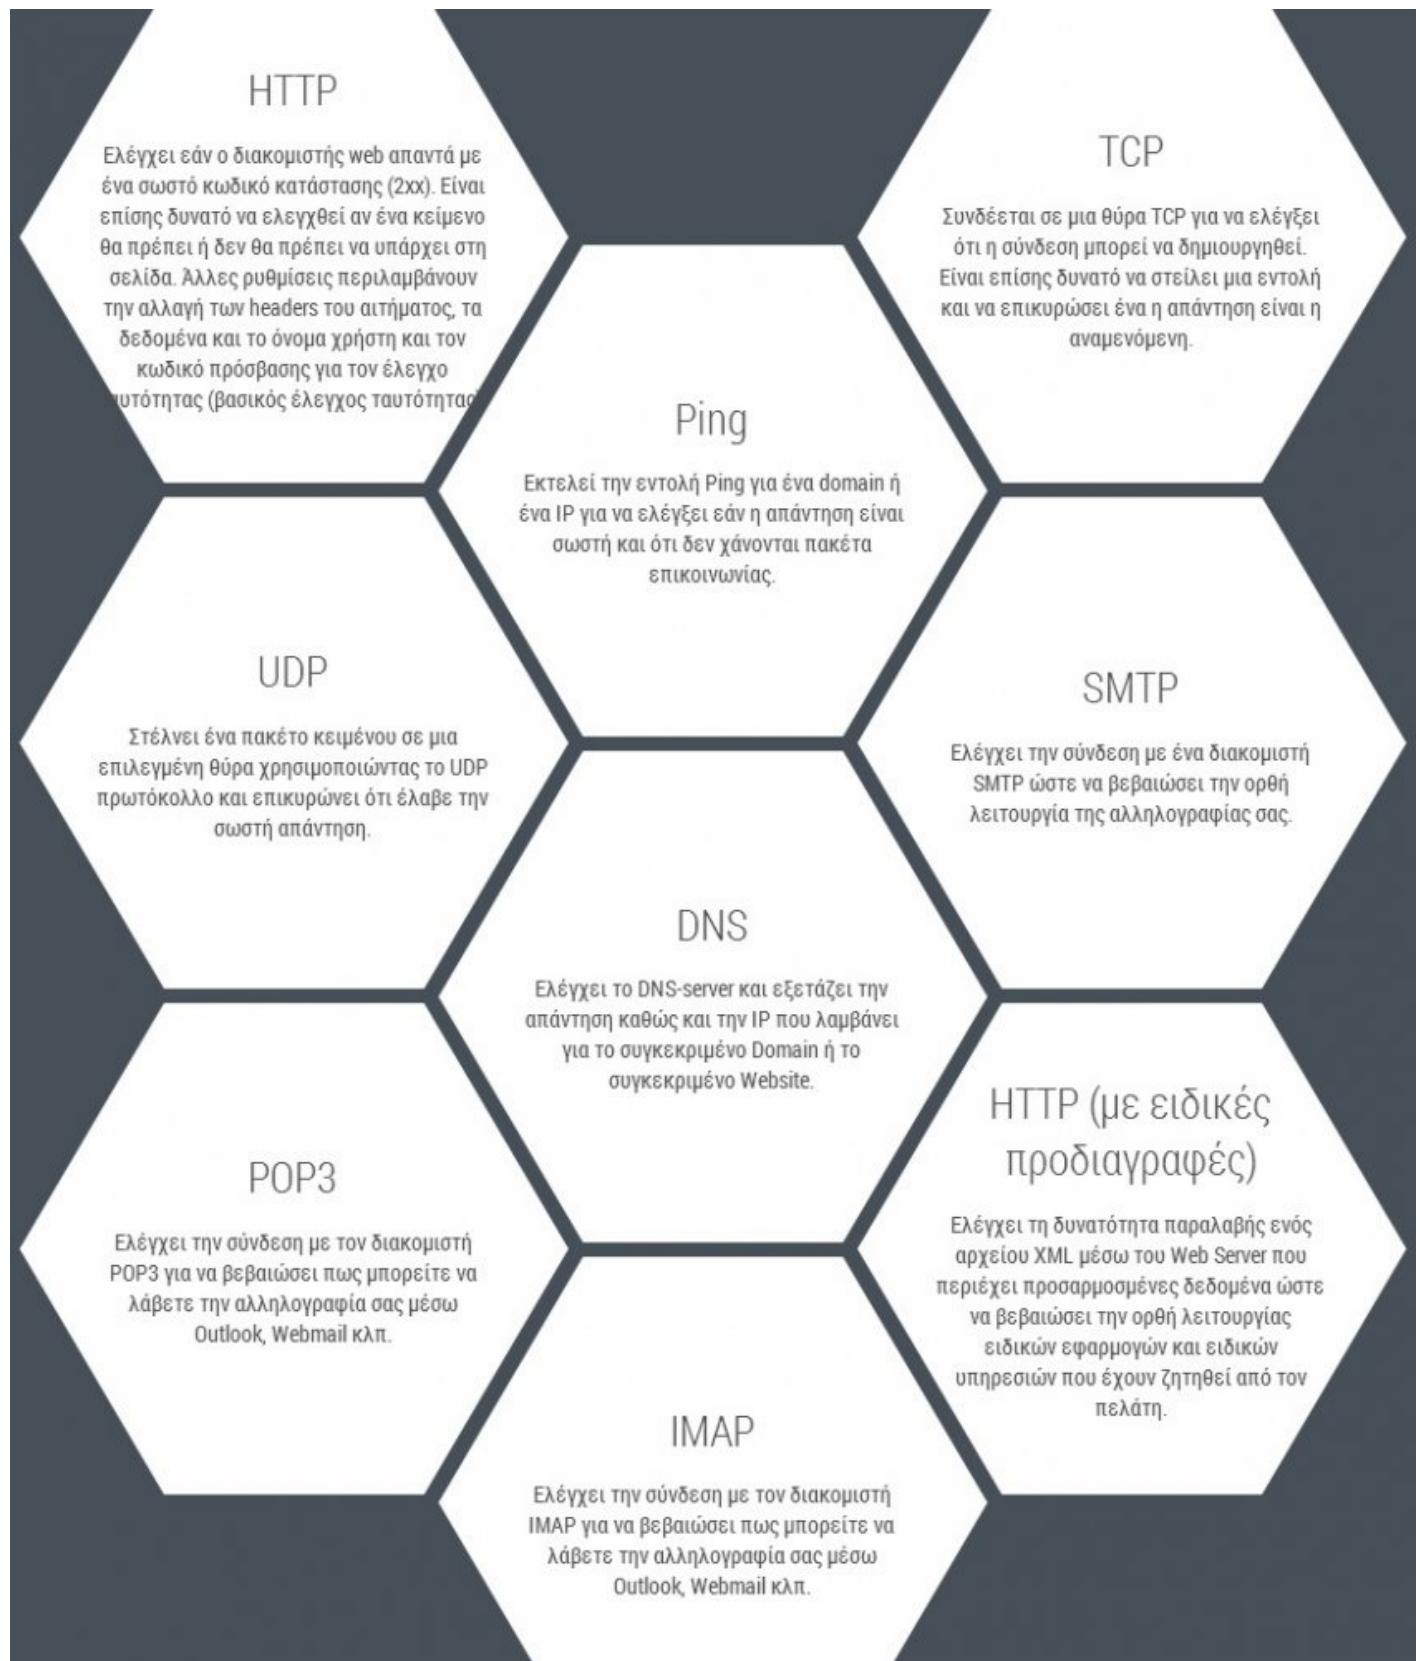 HTTP
Ελέγχει εάν ο διακομιστής web απαντά με
ένα σωστό κωδικό κατάστασης (2xx). Είναι
επίσης δυνατό να ελεγχθεί αν ένα κείμενο
θα πρέπει ή δεν θα πρέπει να υπάρχει στη
σελίδα. Άλλες ρυθμίσεις περιλαμβάνουν
την αλλαγή των headers του αιτήματος, τα
δεδομένα και το όνομα χρήστη και τον
κωδικό πρόσβασης για τον έλεγχο
(βασικός έλεγχος
TCP
Συνδέεται σε μια θύρα TCP για να ελέγξει
ότι η σύνδεση μπορεί να δημιουργηθεί.
Είναι επίσης δυνατό να στείλει μια εντολή
και να επικυρώσει ένα η απάντηση είναι η
αναμενόμενη.
Ping
Εκτελεί την εντολή Ping για ένα domain ή
ένα IP για να ελέγξει εάν η απάντηση είναι
σωστή και ότι δεν χάνονται πακέτα
επικοινωνίας.
UDP
Στέλνει ένα πακέτο κειμένου σε μια
επιλεγμένη θύρα χρησιμοποιώντας το UDP
πρωτόκολλο και επικυρώνει ότι έλαβε την
σωστή απάντηση.
SMTP
Ελέγχει την σύνδεση με ένα διακομιστή
SMTP ώστε να βεβαιώσει την ορθή
λειτουργία της αλληλογραφίας σας.
DNS
Ελέγχει το DNS-server και εξετάζει την
απάντηση καθώς και την IP που λαμβάνει
για το συγκεκριμένο Domain ή το
συγκεκριμένο Website.
POP3
Ελέγχει την σύνδεση με τον διακομιστή
POP3 για να βεβαιώσει πως μπορείτε να
λάβετε την αλληλογραφία σας μέσω
Outlook, Webmail κλπ.
HTTP (με ειδικές
προδιαγραφές)
Ελέγχει τη δυνατότητα παραλαβής ενός
αρχείου XML μέσω του Web Server που
περιέχει προσαρμοσμένες δεδομένα ώστε
να βεβαιώσει την ορθή λειτουργίας
ειδικών εφαρμογών και ειδικών
υπηρεσιών που έχουν ζητηθεί από τον
πελάτη.
IMAP
Ελέγχει την σύνδεση με τον διακομιστή
IMAP για να βεβαιώσει πως μπορείτε να
λάβετε την αλληλογραφία σας μέσω
Outlook, Webmail κλπ.